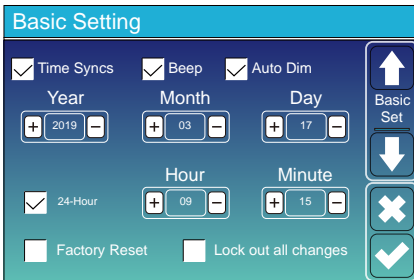 Basic Setting
Time Syncs Beep Auto Dim
Year Month Day
+ 2019 − + 03 − + 17 −
Basic
Set
Hour Minute
24-Hour + 09 − + 15 −
Factory Reset Lock out all changes